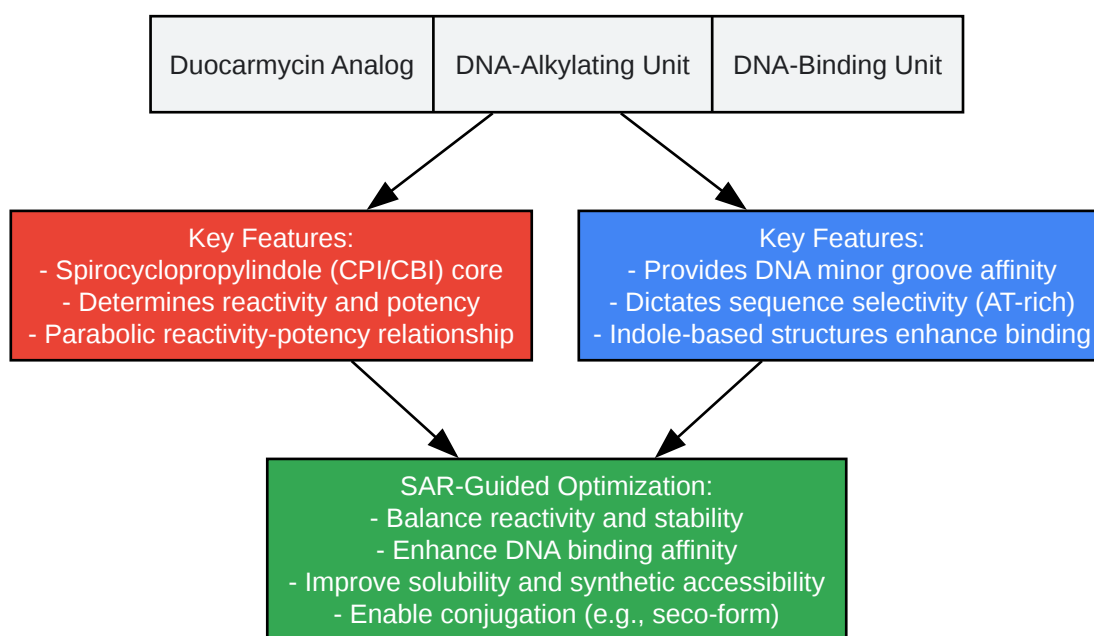 Duocarmycin Analog DNA-Alkylating Unit DNA-Binding Unit
Key Features:
- Spirocyclopropylindole (CPI/CBI) core
- Determines reactivity and potency
- Parabolic reactivity-potency relationship
Key Features:
- Provides DNA minor groove affinity
- Dictates sequence selectivity (AT-rich)
- Indole-based structures enhance binding
SAR-Guided Optimization:
- Balance reactivity and stability
- Enhance DNA binding affinity
- Improve solubility and synthetic accessibility
- Enable conjugation (e.g., seco-form)